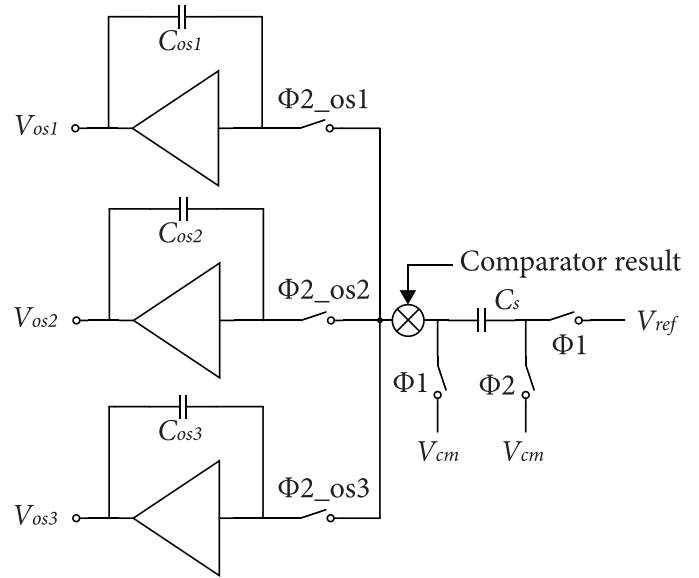 Cos1
Φ2_os1
Vos1
Cos2
Φ2_os2
Comparator result
Cs
Vos2
Vref
Φ1
Φ1
Φ2
Vcm
Vcm
Cos3
Φ2_os3
Vos3